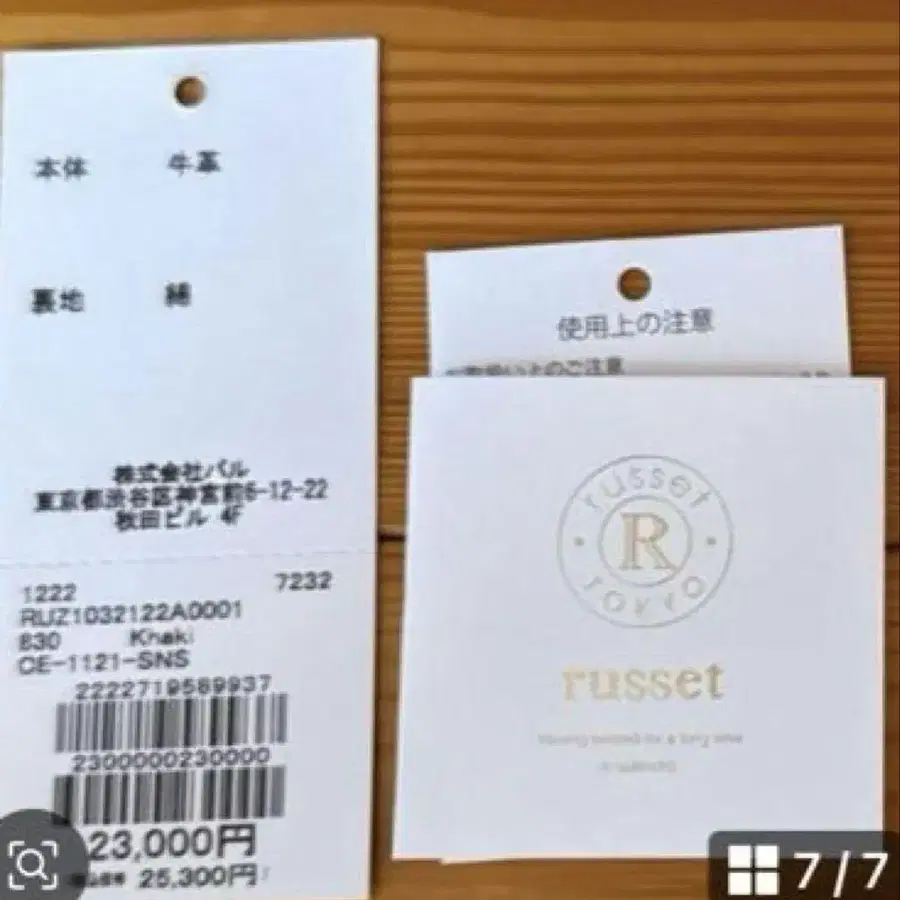 本体 牛革
裏地 綿
株式会社パル
東京都渋谷区神宮前6-12-22
秋田ビル 4F
1222 7232
RUZ1032122A0001
830 Khaki
CE-1121-SNS
2222719589937
2300000230000
23,000円
25,300円
使用上の注意
russet
R
TOKYO
russet
7/7